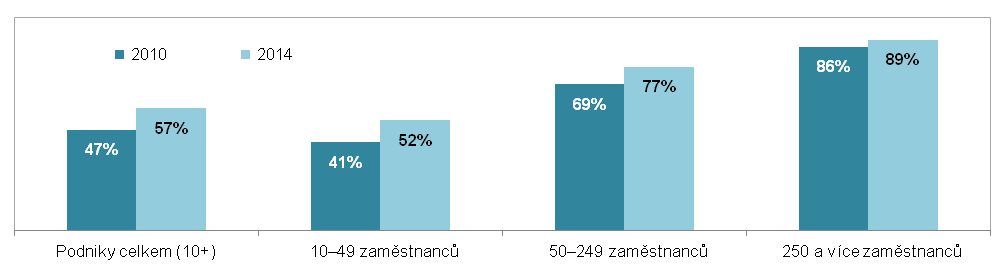 2010 2014
47% 57% 41% 52% 69% 77% 86% 89%
Podniky celkem (10+) 10–49 zaměstnanců 50–249 zaměstnanců 250 a více zaměstnanců